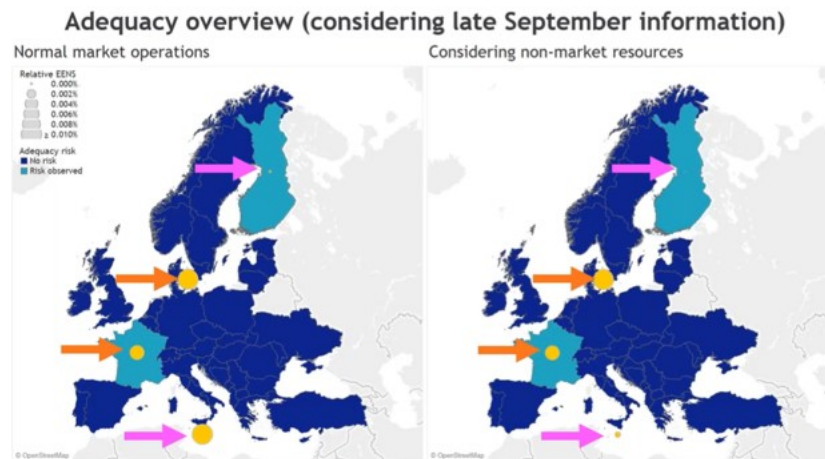 Adequacy overview (considering late September information)
Normal market operations
Considering non-market resources
Relative EENS
0.000%
0.002%
0.004%
0.006%
0.008%
≥ 0.010%
Adequacy risk
No risk
Risk observed
© OpenStreetMap
© OpenStreetMap